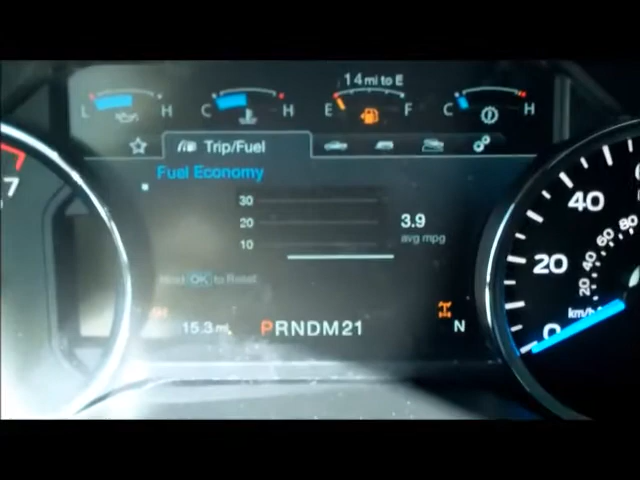 14 mi to E
L H C H E F C H
Trip/Fuel
Fuel Economy
30
20
10
3.9
avg mpg
Hold OK to Reset
15.3 mi
PRNDM21
N
7
0
20
40
20
40
60
80
km/h